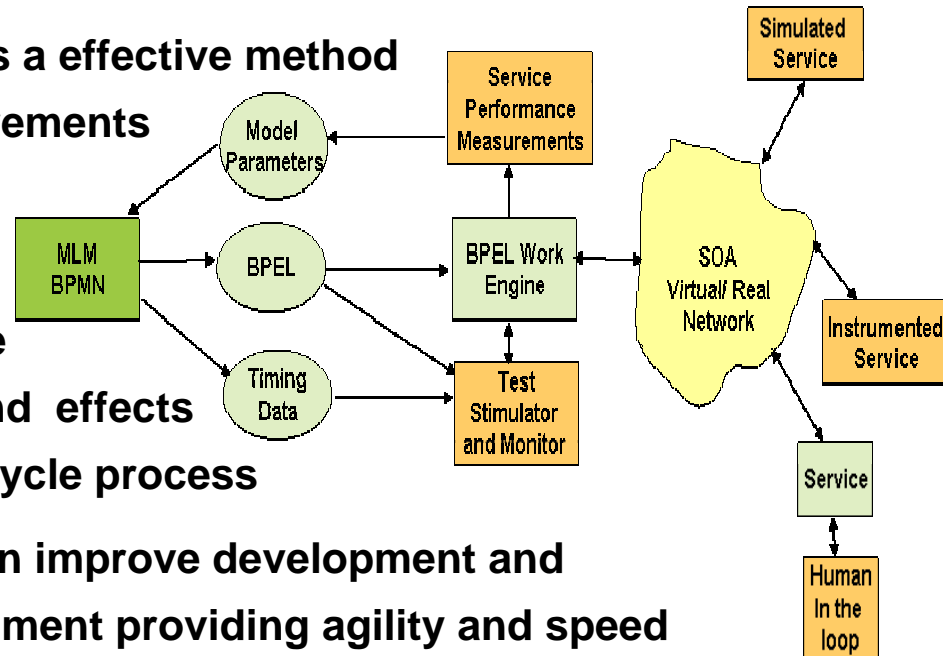 s a effective method
ements
e
nd effects
ycle process
n improve development and
ment providing agility and speed
Model
Parameters
Service
Performance
Measurements
MLM
BPMN
BPEL
BPEL Work
Engine
Timing
Data
Test
Stimulator
and Monitor
SOA
Virtual/ Real
Network
Simulated
Service
Instrumented
Service
Service
Human
In the
loop